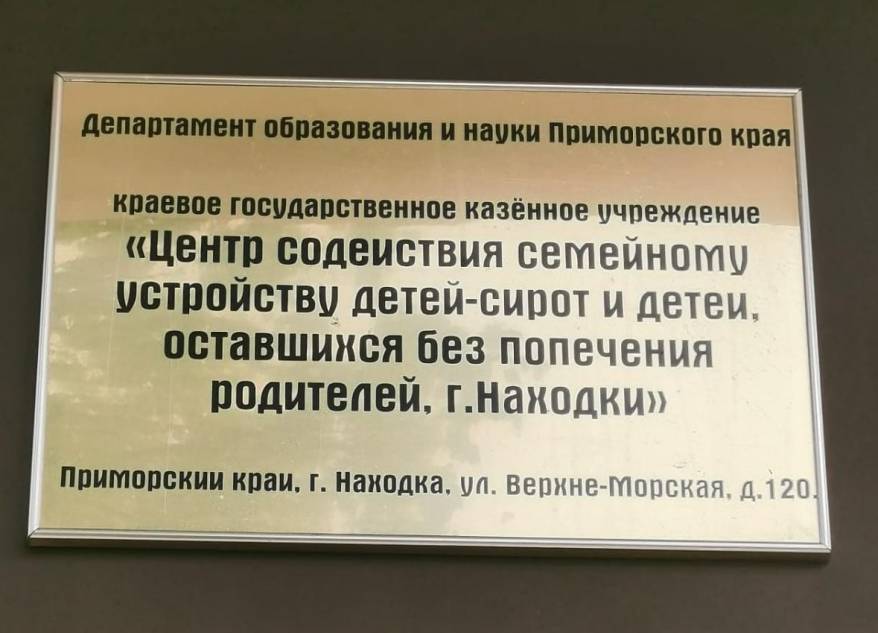 Департамент образования и науки Приморского края
краевое государственное казённое учреждение
«Центр содеиствия семейному
устройству детей-сирот и детеи,
оставшихся без попечения
родителей, г.Находки»
Приморскии краи, г. Находка, ул. Верхне-Морская, д.120.